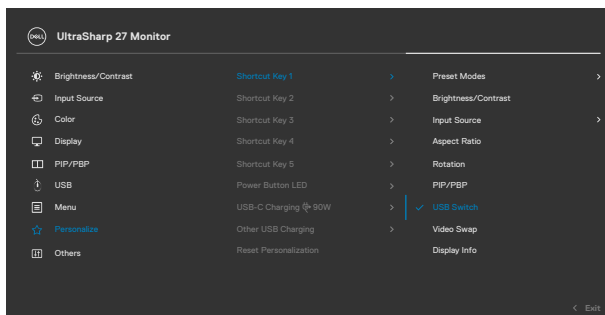 DELL UltraSharp 27 Monitor
Brightness/Contrast
Input Source
Color
Display
PIP/PBP
USB
Menu
Personalize
Others
Shortcut Key 1
Shortcut Key 2
Shortcut Key 3
Shortcut Key 4
Shortcut Key 5
Power Button LED
USB-C Charging 90W
Other USB Charging
Reset Personalization
Preset Modes
Brightness/Contrast
Input Source
Aspect Ratio
Rotation
PIP/PBP
USB Switch
Video Swap
Display Info
Exit